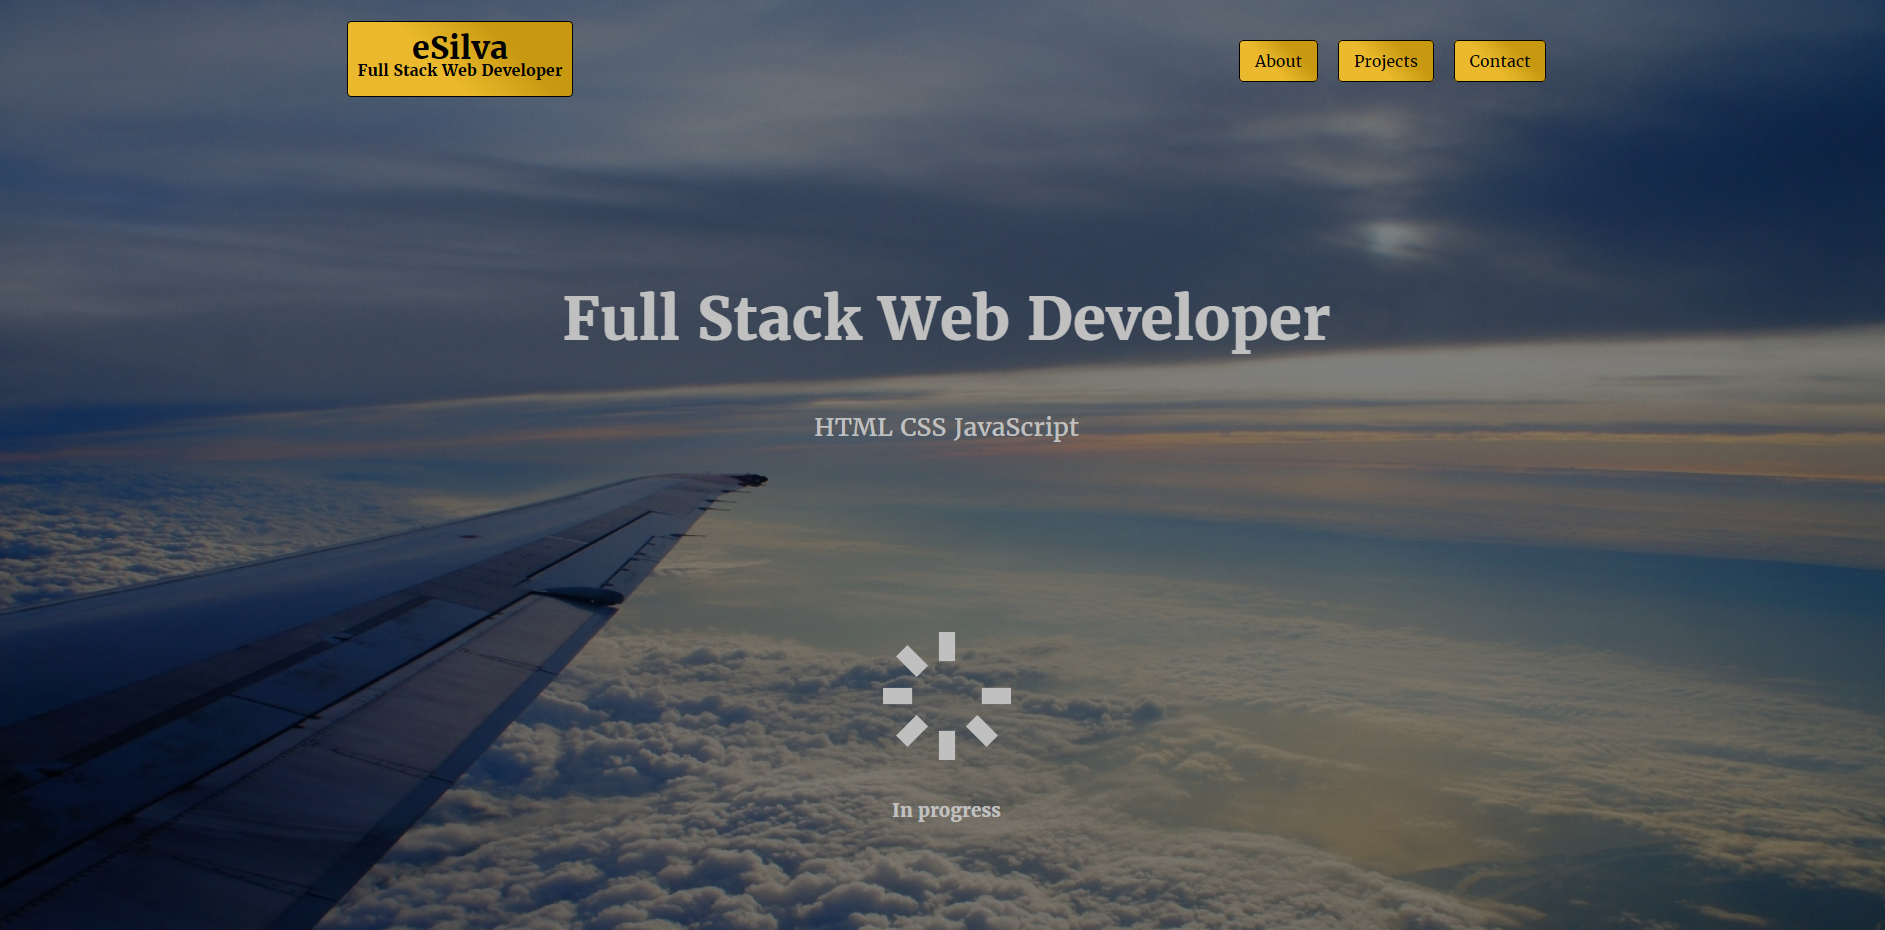 eSilva
Full Stack Web Developer
About
Projects
Contact
Full Stack Web Developer
HTML CSS JavaScript
In progress